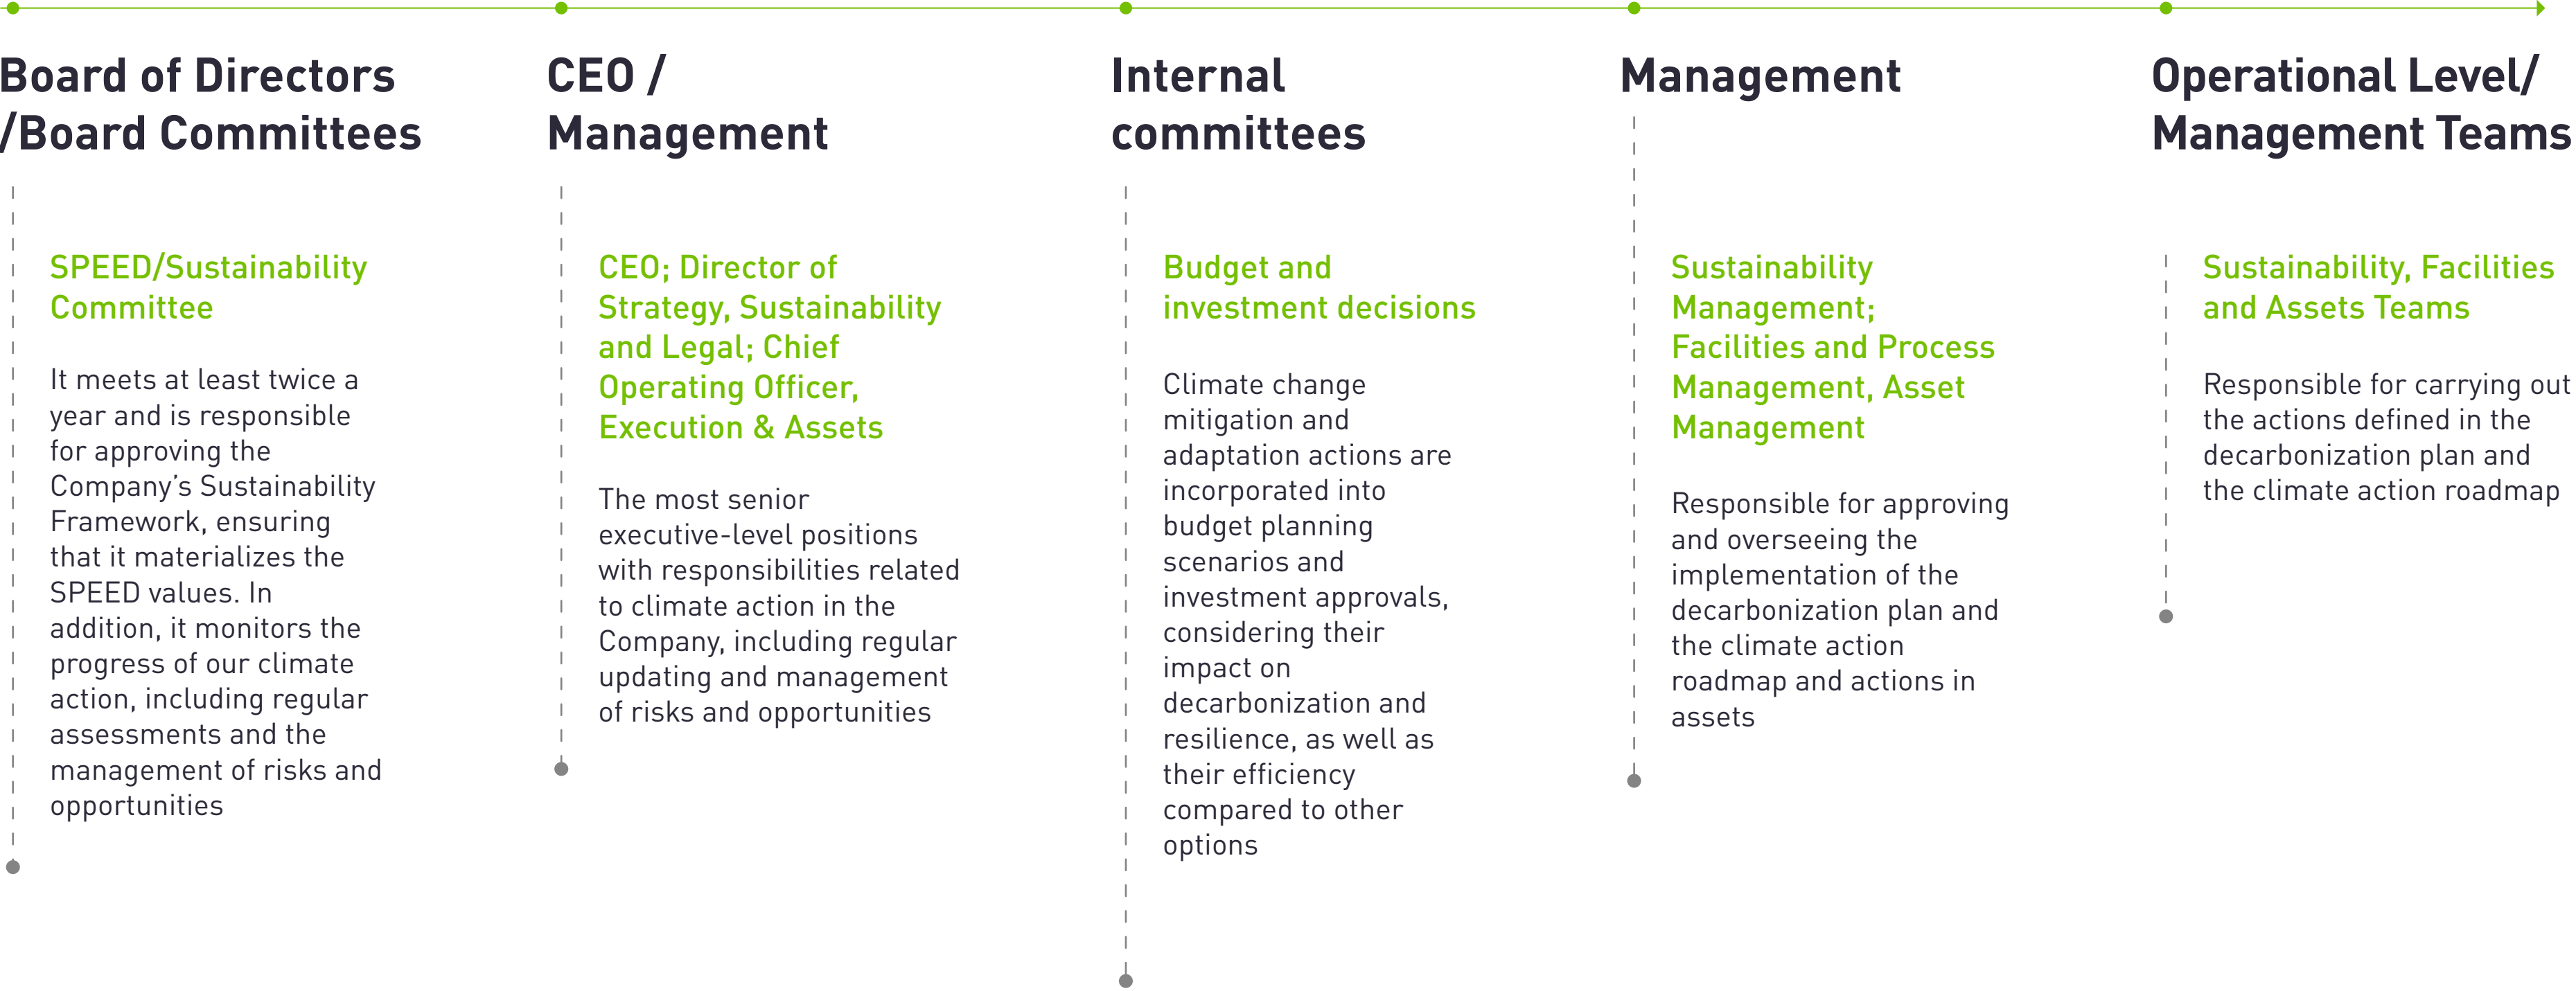 Board of Directors
/Board Committees
SPEED/Sustainability
Committee
It meets at least twice a
year and is responsible
for approving the
Company’s Sustainability
Framework, ensuring
that it materializes the
SPEED values. In
addition, it monitors the
progress of our climate
action, including regular
assessments and the
management of risks and
opportunities
CEO /
Management
CEO; Director of
Strategy, Sustainability
and Legal; Chief
Operating Officer,
Execution & Assets
The most senior
executive-level positions
with responsibilities related
to climate action in the
Company, including regular
updating and management
of risks and opportunities
Internal
committees
Budget and
investment decisions
Climate change
mitigation and
adaptation actions are
incorporated into
budget planning
scenarios and
investment approvals,
considering their
impact on
decarbonization and
resilience, as well as
their efficiency
compared to other
options
Management
Sustainability
Management;
Facilities and Process
Management, Asset
Management
Responsible for approving
and overseeing the
implementation of the
decarbonization plan and
the climate action
roadmap and actions in
assets
Operational Level/
Management Teams
Sustainability, Facilities
and Assets Teams
Responsible for carrying out
the actions defined in the
decarbonization plan and
the climate action roadmap